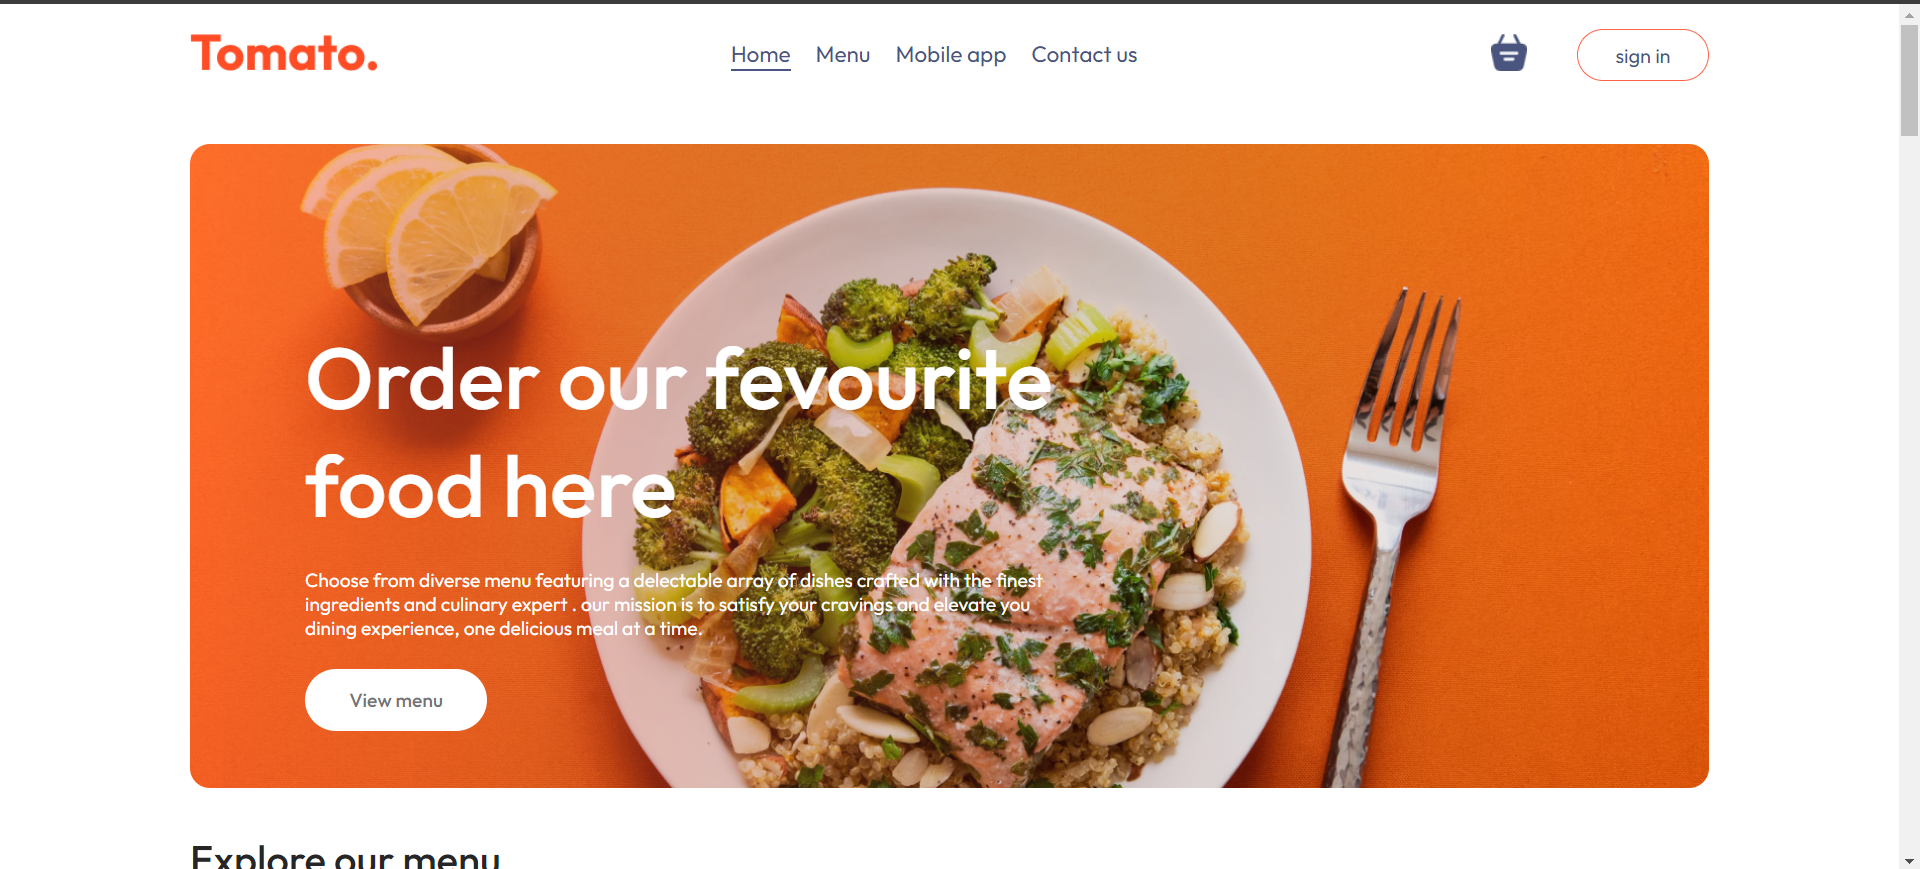 Tomato.
Home Menu Mobile app Contact us
sign in
Order our fevourite
food here
Choose from diverse menu featuring a delectable array of dishes crafted with the finest
ingredients and culinary expert . our mission is to satisfy your cravings and elevate you
dining experience, one delicious meal at a time.
View menu
Explore our menu